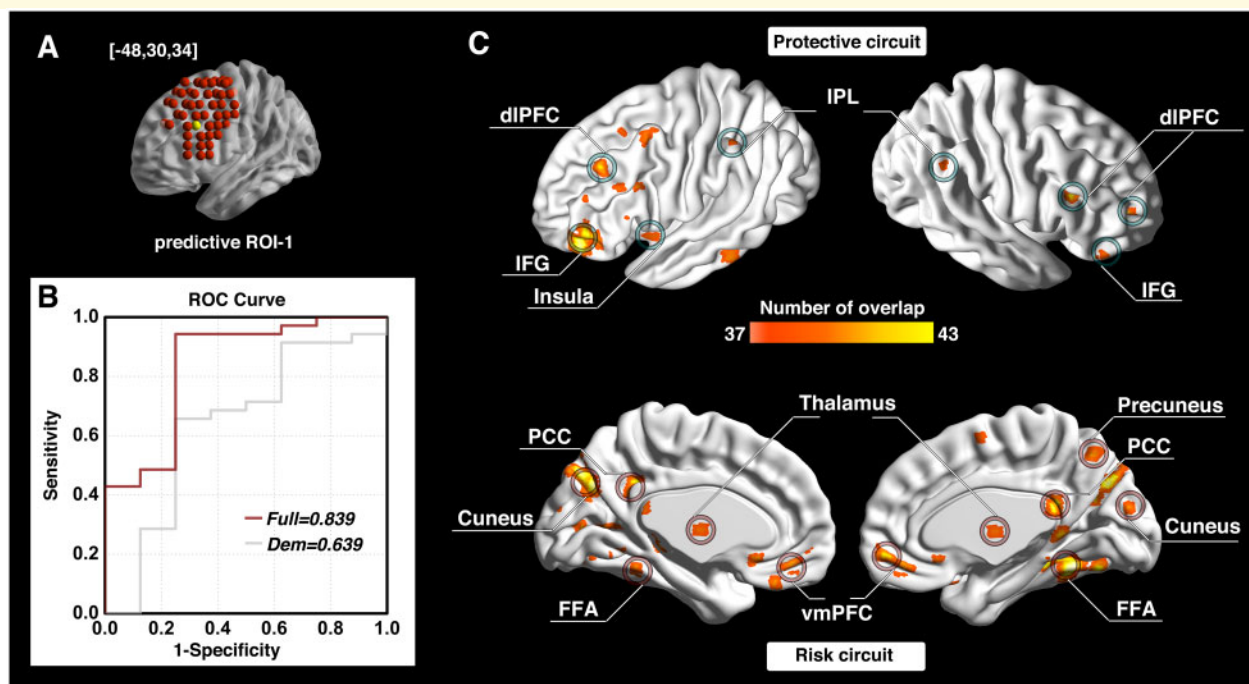 A
[-48,30,34]
predictive ROI-1
B
ROC Curve
Sensitivity
1.0
0.8
0.6
0.4
0.2
0.0
0.0 0.2 0.4 0.6 0.8 1.0
1-Specificity
Full=0.839
Dem=0.639
C
Protective circuit
dlPFC
IPL
dlPFC
IFG
Insula
IFG
Number of overlap
37
43
Thalamus
Precuneus
PCC
PCC
Cuneus
Cuneus
FFA
vmPFC
FFA
Risk circuit